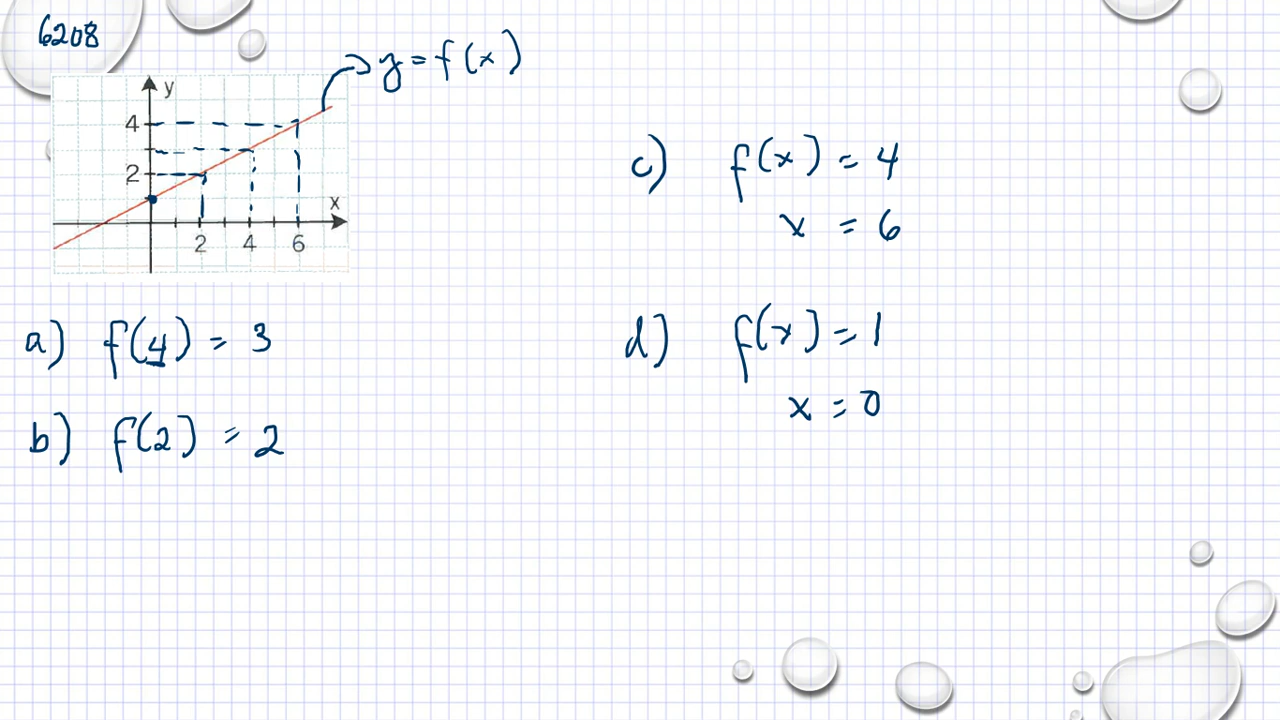 6208
y = f(x)
y
4
2
x
2 4 6
a) f(4) = 3
b) f(2) = 2
c) f(x) = 4
x = 6
d) f(x) = 1
x = 0